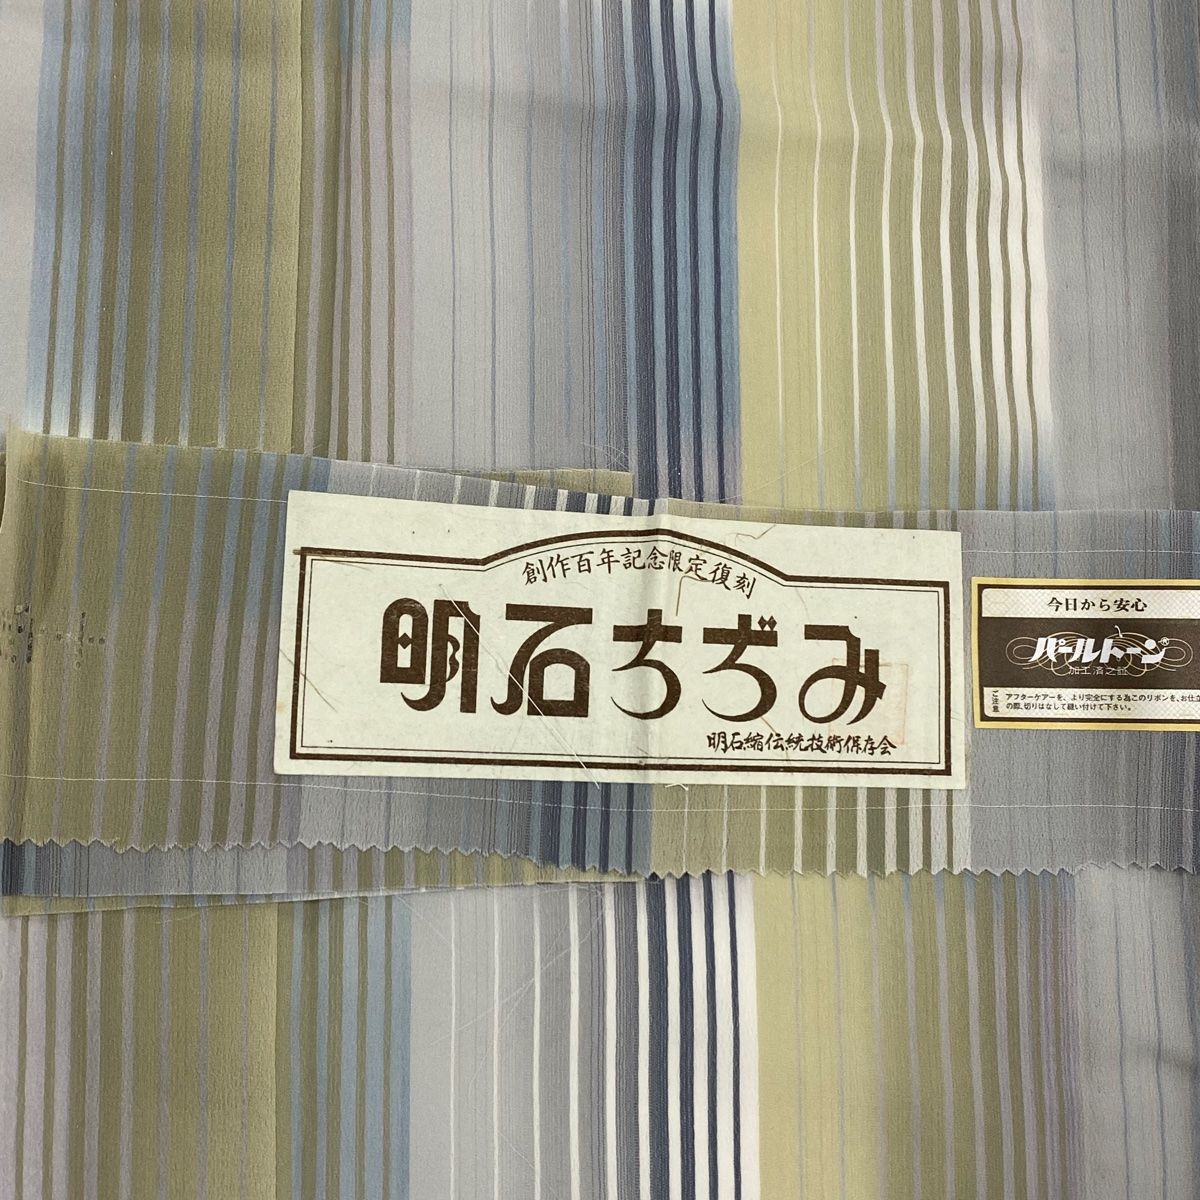 創作百年記念限定復刻
明石ちぢみ
明石縮伝統技術保存会
今日から安心
パールトーン®
加工済之証
ご注意
アフターケアーを、より完全にする為このリボンを、お仕立
の際、切りはなして縫い付けて下さい。